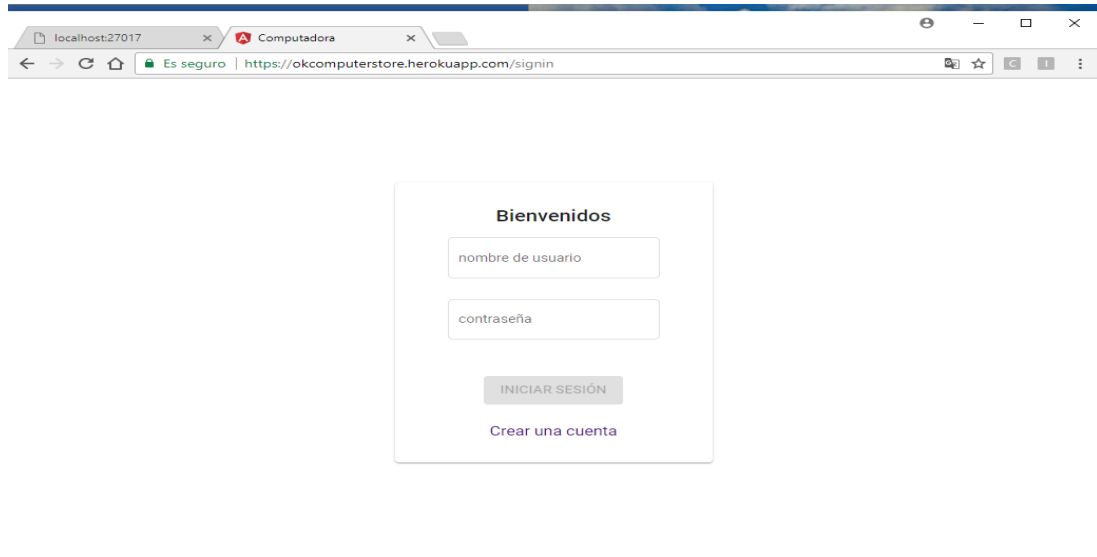 localhost:27017
Computadora
Es seguro | https://okcomputerstore.herokuapp.com/signin
C
I
Bienvenidos
nombre de usuario
contraseña
INICIAR SESIÓN
Crear una cuenta